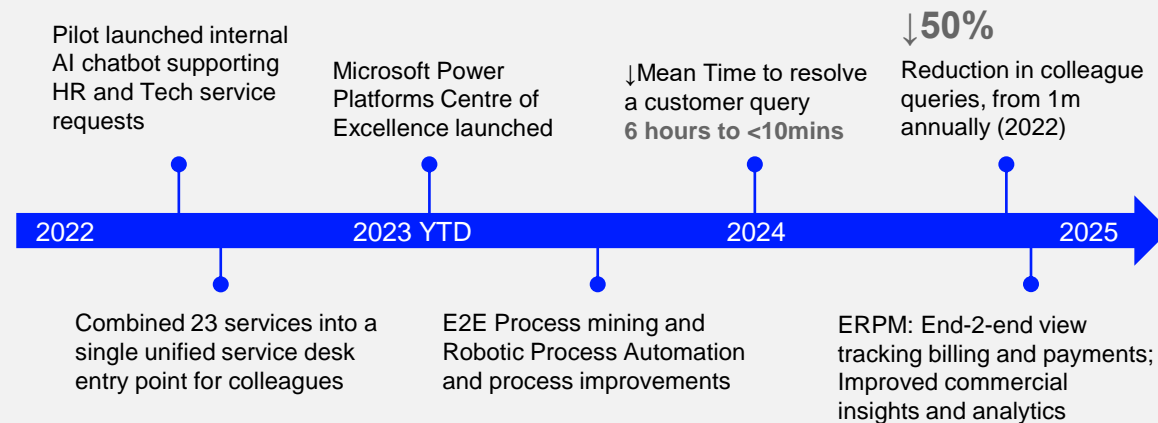 Pilot launched internal
AI chatbot supporting
HR and Tech service
requests
Microsoft Power
Platforms Centre of
Excellence launched
↓Mean Time to resolve
a customer query
6 hours to <10mins
↓50%
Reduction in colleague
queries, from 1m
annually (2022)
2022
2023 YTD
2024
2025
Combined 23 services into a
single unified service desk
entry point for colleagues
E2E Process mining and
Robotic Process Automation
and process improvements
ERPM: End-2-end view
tracking billing and payments;
Improved commercial
insights and analytics